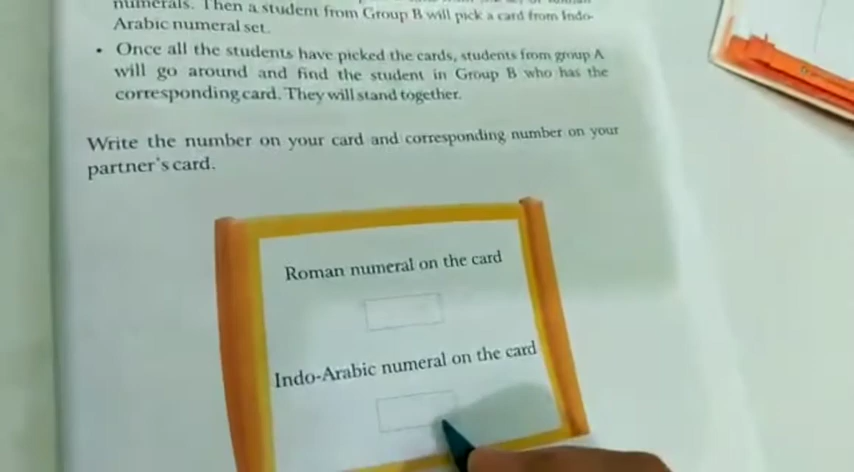 numerals. Then a student from Group B will pick a card from Indo-
Arabic numeral set.
• Once all the students have picked the cards, students from group A
will go around and find the student in Group B who has the
corresponding card. They will stand together.
Write the number on your card and corresponding number on your
partner's card.
Roman numeral on the card
Indo-Arabic numeral on the card